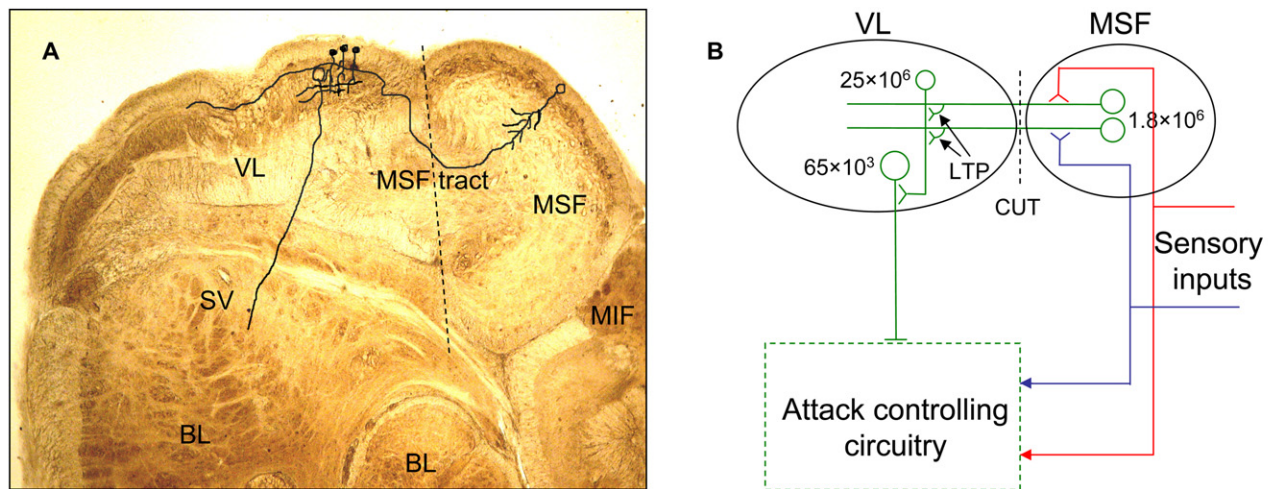 A
VL
MSF tract
MSF
SV
MIF
BL
BL
B
VL
MSF
25×10⁶
1.8×10⁶
65×10³
LTP
CUT
Sensory
inputs
Attack controlling
circuitry